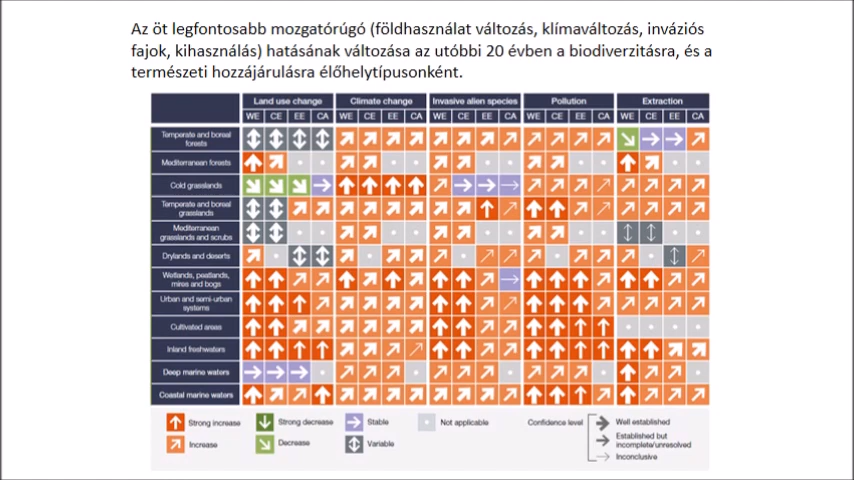 Az öt legfontosabb mozgatórúgó (földhasználat változás, klímaváltozás, inváziós
fajok, kihasználás) hatásának változása az utóbbi 20 évben a biodiverzitásra, és a
természeti hozzájárulásra élőhelytípusonként.
Land use change Climate change Invasive alien species Pollution Extraction
WE CE EE CA WE CE EE CA WE CE EE CA WE CE EE CA WE CE EE CA
Temperate and boreal
forests
Mediterranean forests
Cold grasslands
Temperate and boreal
grasslands
Mediterranean
grasslands and scrubs
Drylands and deserts
Wetlands, peatlands,
mires and bogs
Urban and semi-urban
systems
Cultivated areas
Inland freshwaters
Deep marine waters
Coastal marine waters
Strong increase Strong decrease Stable Not applicable Confidence level Well established
Increase Decrease Variable Established but
incomplete/unresolved
Inconclusive